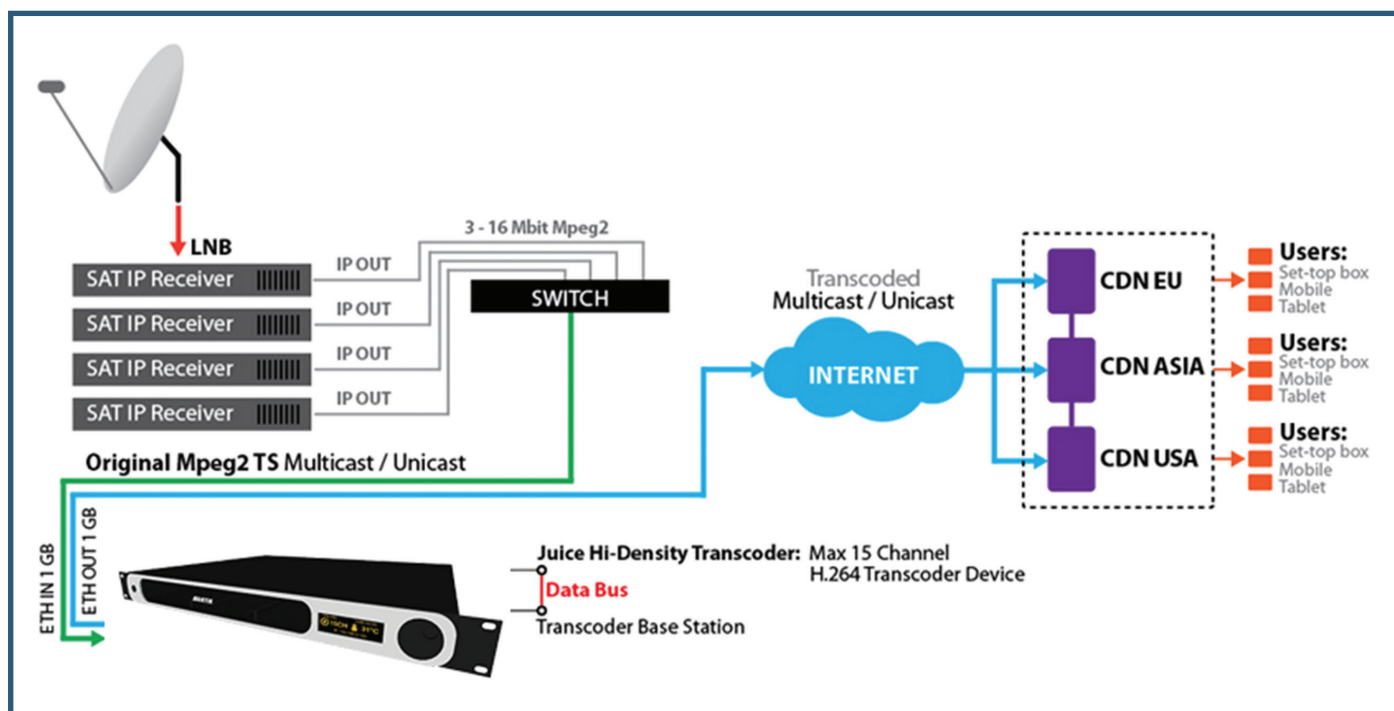 LNB
3 - 16 Mbit Mpeg2
SAT IP Receiver
IP OUT
SAT IP Receiver
IP OUT
SAT IP Receiver
IP OUT
SAT IP Receiver
IP OUT
SWITCH
Original Mpeg2 TS Multicast / Unicast
ETH IN 1 GB
ETH OUT 1 GB
Transcoded
Multicast / Unicast
INTERNET
CDN EU
CDN ASIA
CDN USA
Users:
Set-top box
Mobile
Tablet
Users:
Set-top box
Mobile
Tablet
Users:
Set-top box
Mobile
Tablet
Juice Hi-Density Transcoder: Max 15 Channel
H.264 Transcoder Device
Data Bus
Transcoder Base Station